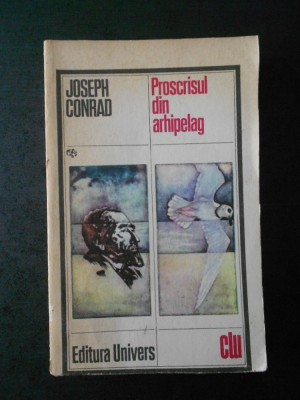 JOSEPH
CONRAD
Proscrisul
din
arhipelag
Editura Univers
clu